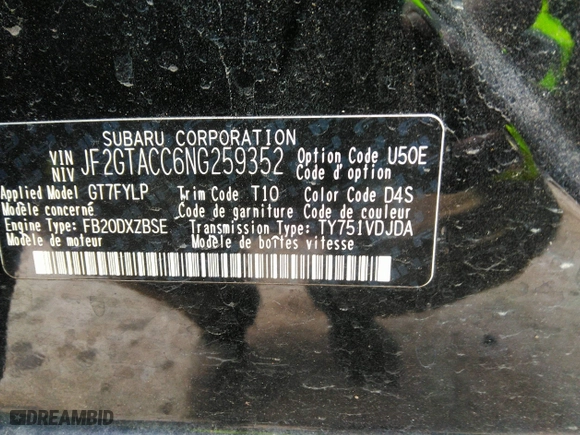 SUBARU CORPORATION
VIN NIV JF2GTACC6NG259352 Option Code U50E
Code d'option
Applied Model GT7FYLP Trim Code T10 Color Code D4S
Modèle concerné Code de garniture Code de couleur
Engine Type: FB20DXZBSE Transmission Type: TY751VDJDA
Modèle de moteur Modèle de boîtes vitesse
DREAMBID